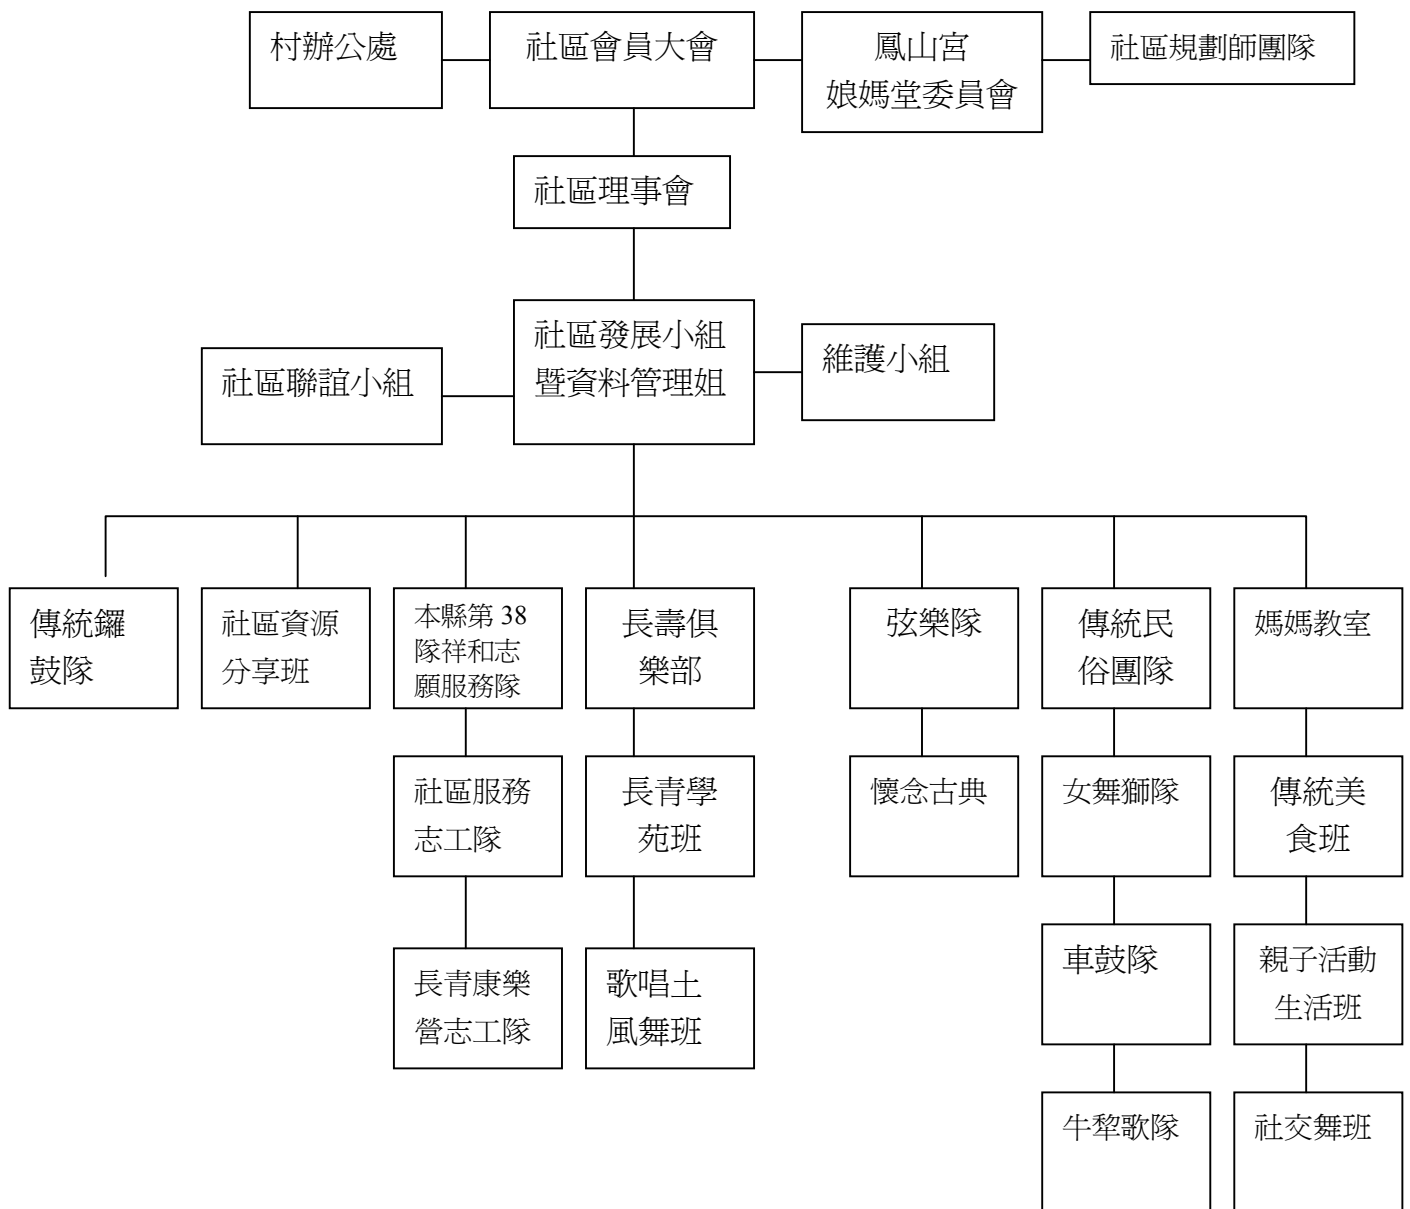 村辦公處
社區會員大會
鳳山宮
娘媽堂委員會
社區規劃師團隊
社區理事會
社區發展小組
暨資料管理姐
社區聯誼小組
維護小組
傳統鑼
鼓隊
社區資源
分享班
本縣第 38
隊祥和志
願服務隊
長壽俱
樂部
弦樂隊
傳統民
俗團隊
媽媽教室
社區服務
志工隊
長青學
苑班
懷念古典
女舞獅隊
傳統美
食班
長青康樂
營志工隊
歌唱土
風舞班
車鼓隊
親子活動
生活班
牛犂歌隊
社交舞班